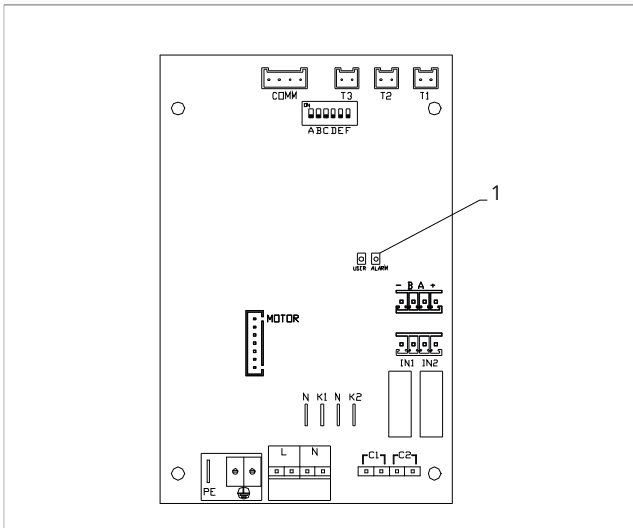 COMM T3 T2 T1
ON
ABCDEF
1
USER ALARM
- B A +
MOTOR
IN1 IN2
N K1 N K2
L N
C1 C2
PE